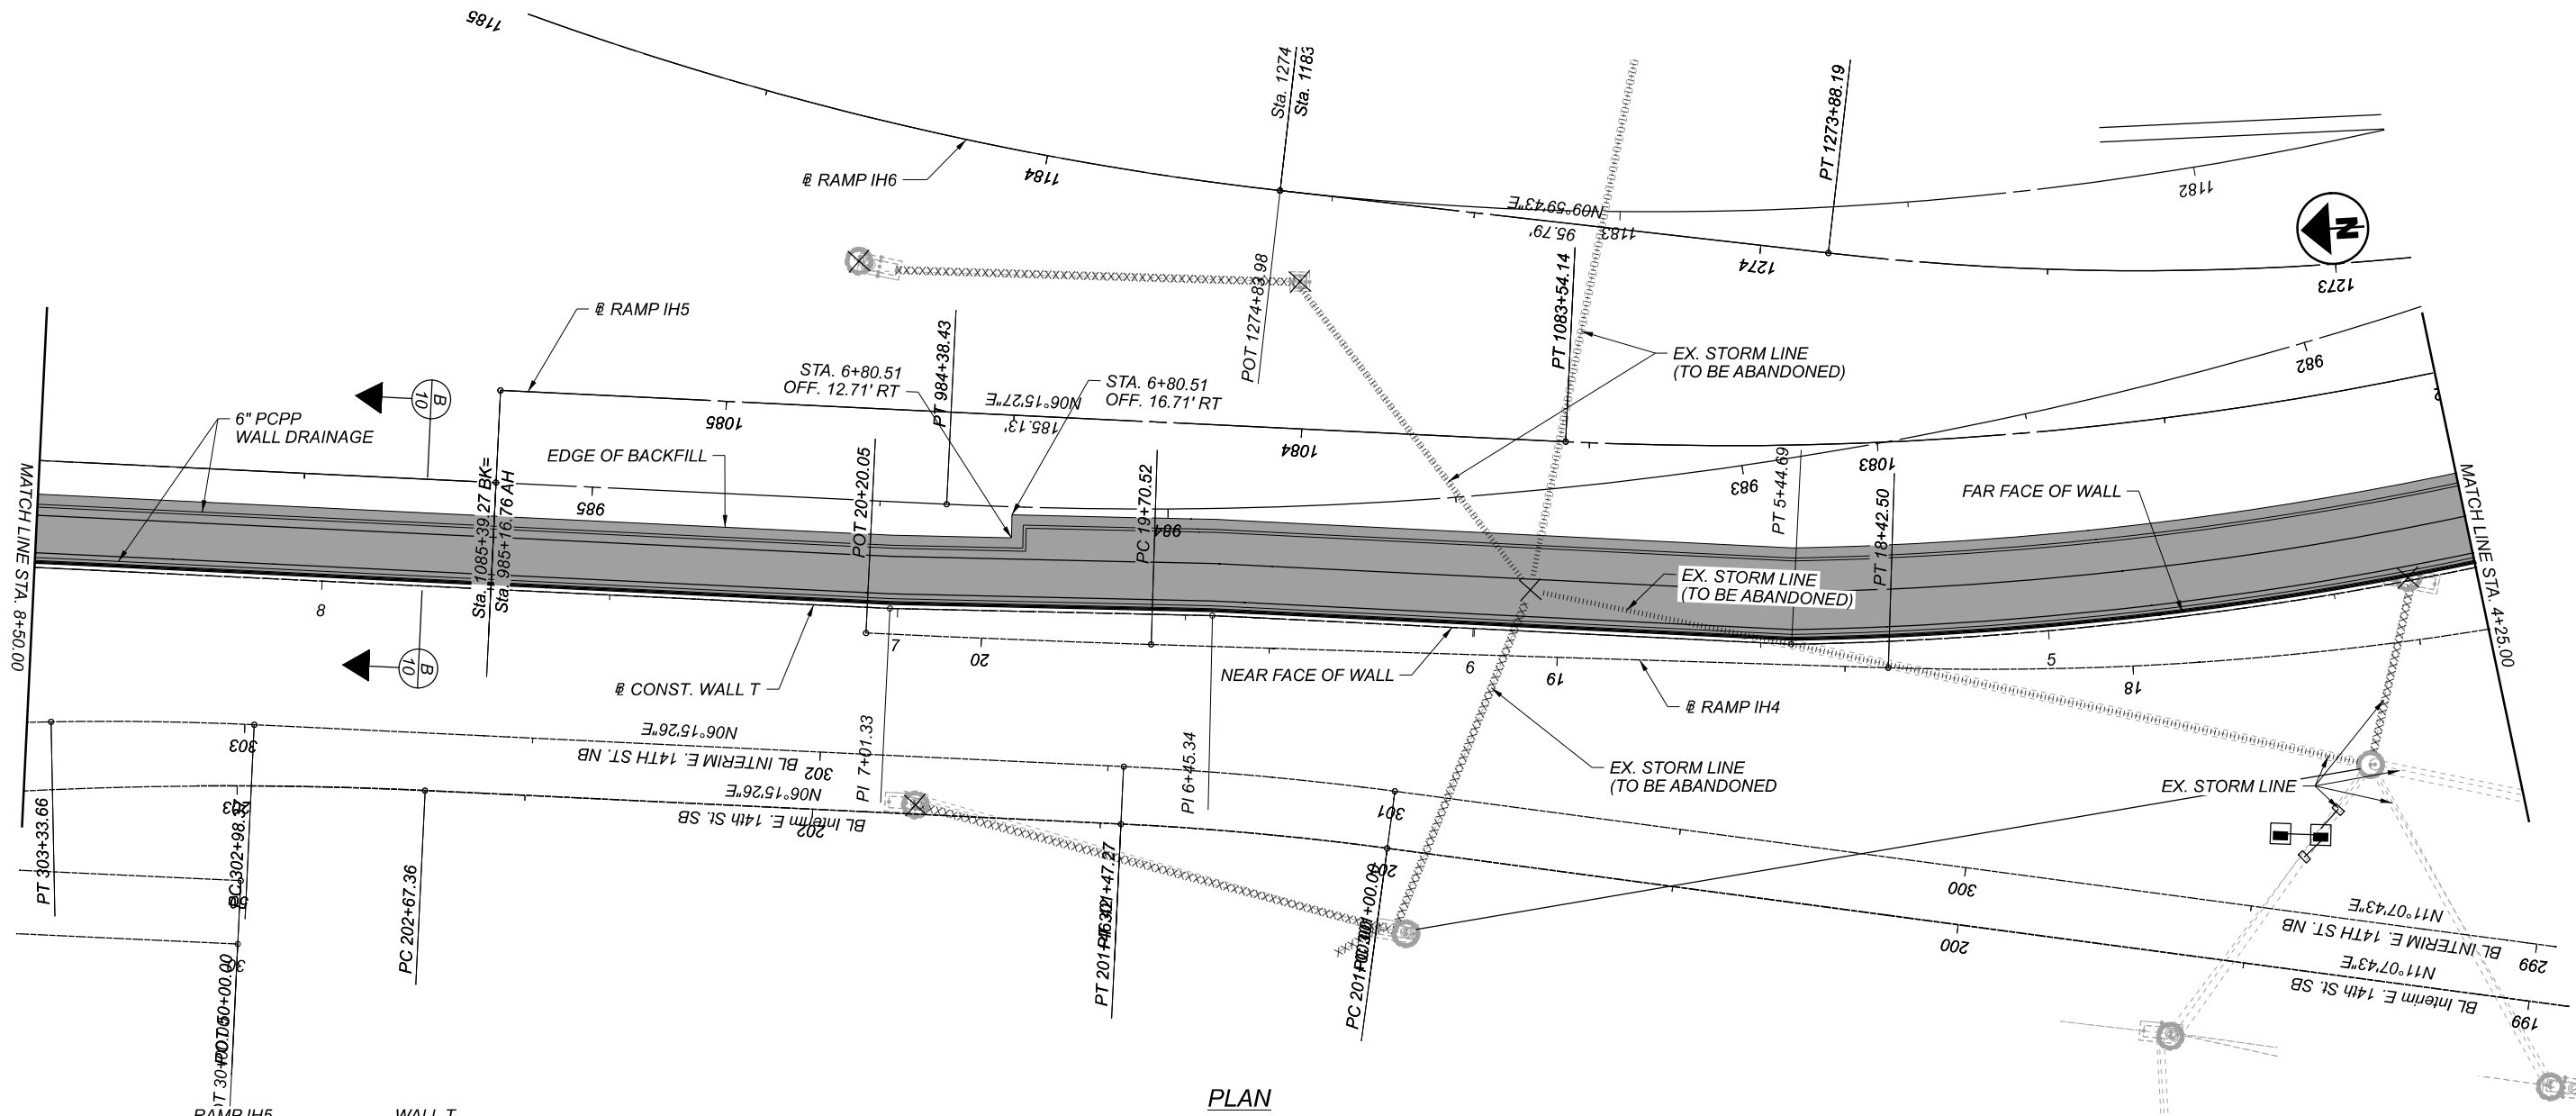 1185
Sta. 1274
Sta. 1183
PT 1273+88.19
℄ RAMP IH6
1184
1182
N09°59'43"E
95.79'
1183
1274
1273
N
POT 1274+83.98
PT 1083+54.14
℄ RAMP IH5
PT 984+38.43
STA. 6+80.51
OFF. 12.71' RT
STA. 6+80.51
OFF. 16.71' RT
EX. STORM LINE
(TO BE ABANDONED)
982
B
10
6" PCPP
WALL DRAINAGE
1085
N06°15'27"E
185.13'
1084
1083
EDGE OF BACKFILL
MATCH LINE STA. 8+50.00
Sta. 1085+39.27 BK=
Sta. 985+16.76 AH
985
POT 20+20.05
PC 19+70.52
984
983
PT 5+44.69
PT 18+42.50
FAR FACE OF WALL
MATCH LINE STA. 4+25.00
EX. STORM LINE
(TO BE ABANDONED)
8
7
20
6
19
5
18
B
10
℄ CONST. WALL T
NEAR FACE OF WALL
℄ RAMP IH4
303
N06°15'26"E
BL INTERIM E. 14TH ST. NB
302
PI 7+01.33
PI 6+45.34
EX. STORM LINE
(TO BE ABANDONED
EX. STORM LINE
N06°15'26"E
BL Interim E. 14th St. SB
202
203
301
201
PT 303+33.66
PC 202+67.36
50
30
300
200
N11°07'43"E
BL INTERIM E. 14TH ST. NB
299
N11°07'43"E
BL Interim E. 14th St. SB
199
PLAN
RAMP IH5
WALL T